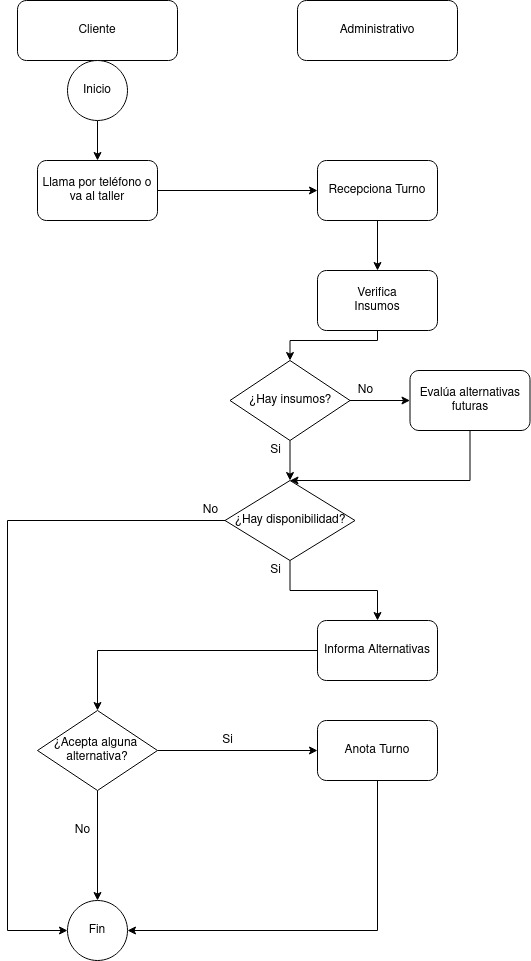 Cliente
Administrativo
Inicio
Llama por teléfono o
va al taller
Recepciona Turno
Verifica
Insumos
¿Hay insumos?
No
Evalúa alternativas
futuras
Si
No
¿Hay disponibilidad?
Si
Informa Alternativas
¿Acepta alguna
alternativa?
Si
Anota Turno
No
Fin